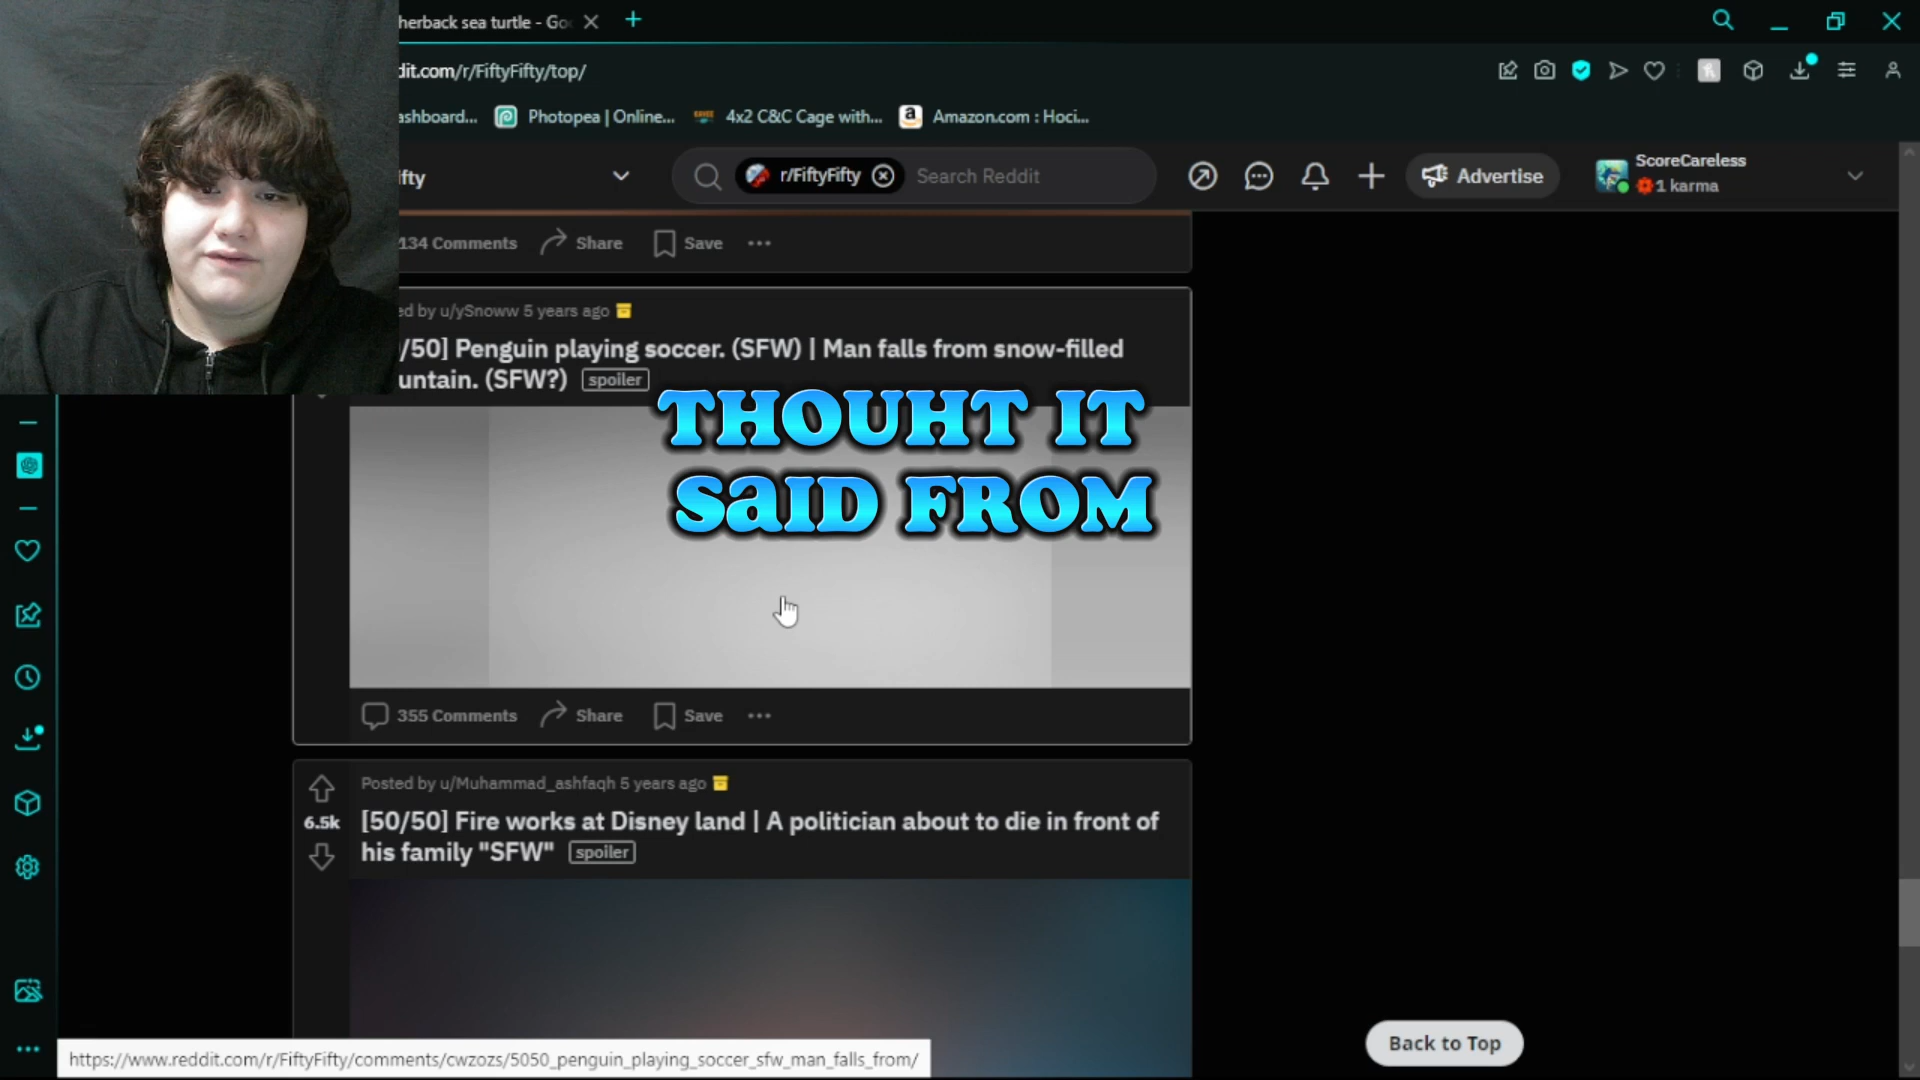 herback sea turtle - Go
dit.com/r/FiftyFifty/top/
ashboard...
Photopea | Online...
4x2 C&C Cage with...
Amazon.com : Hoci...
ifty
r/FiftyFifty
Search Reddit
Advertise
ScoreCareless
1 karma
134 Comments
Share
Save
ed by u/ySnoww 5 years ago
/50] Penguin playing soccer. (SFW) | Man falls from snow-filled
untain. (SFW?) spoiler
THOUHT IT
SaID FROM
355 Comments
Share
Save
Posted by u/Muhammad_ashfaqh 5 years ago
6.5k
[50/50] Fire works at Disney land | A politician about to die in front of
his family "SFW" spoiler
Back to Top
https://www.reddit.com/r/FiftyFifty/comments/cwzozs/5050_penguin_playing_soccer_sfw_man_falls_from/